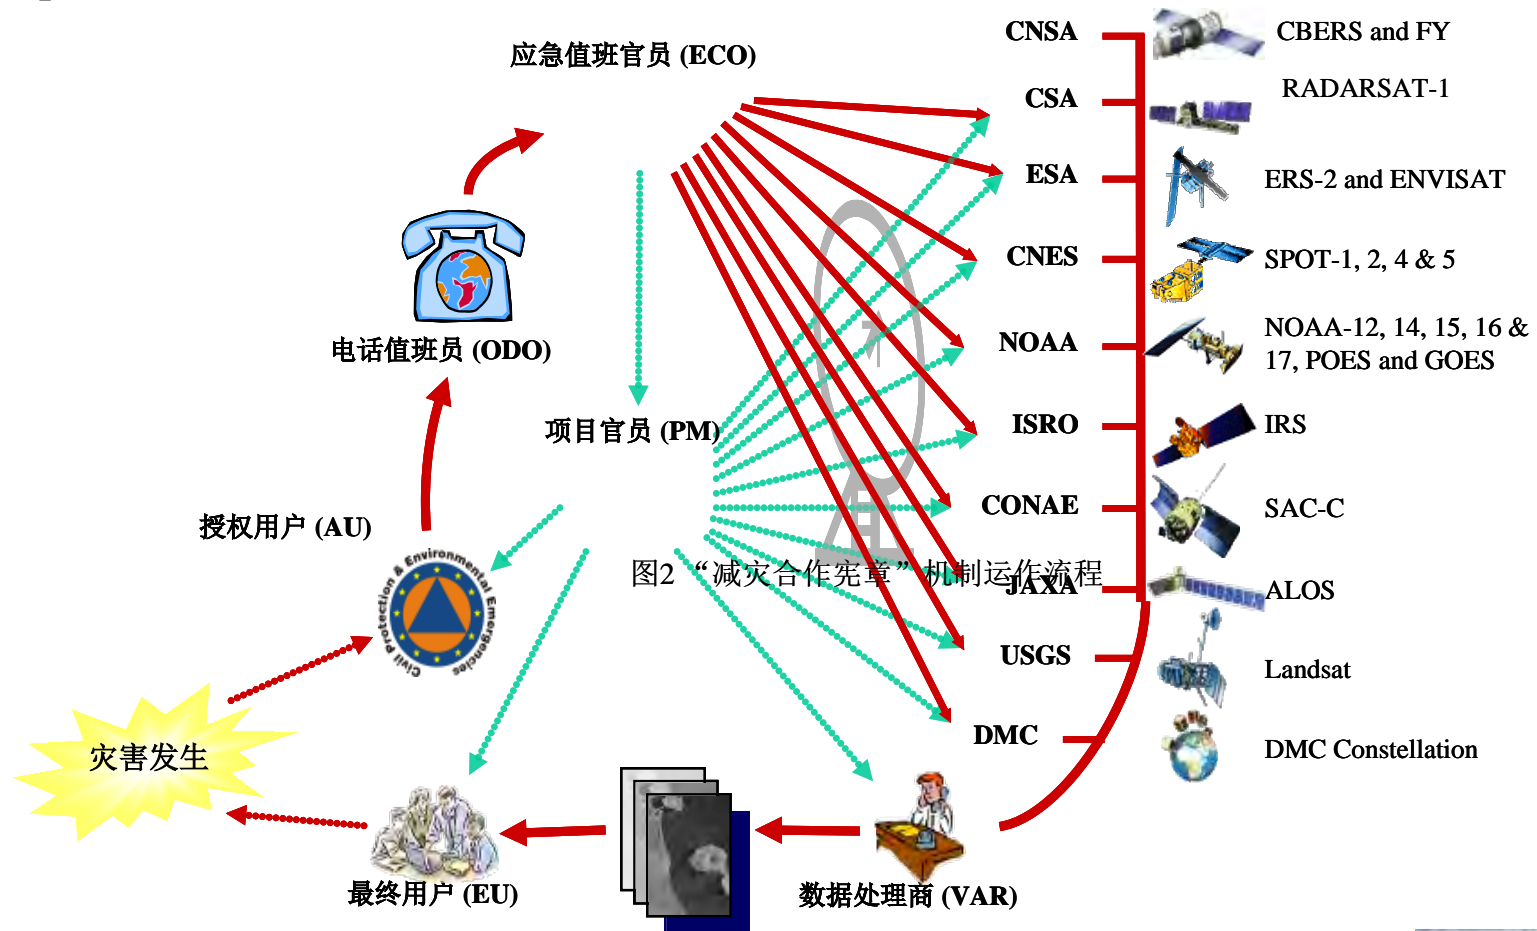 应急值班官员 (ECO)
CNSA
CBERS and FY
CSA
RADARSAT-1
ESA
ERS-2 and ENVISAT
CNES
SPOT-1, 2, 4 & 5
电话值班员 (ODO)
NOAA
NOAA-12, 14, 15, 16 &
17, POES and GOES
项目官员 (PM)
ISRO
IRS
授权用户 (AU)
CONAE
SAC-C
Civil Protection & Environmental Emergencies
图2 “减灾合作宪章”机制运作流程
JAXA
ALOS
USGS
Landsat
灾害发生
DMC
DMC Constellation
最终用户 (EU)
数据处理商 (VAR)